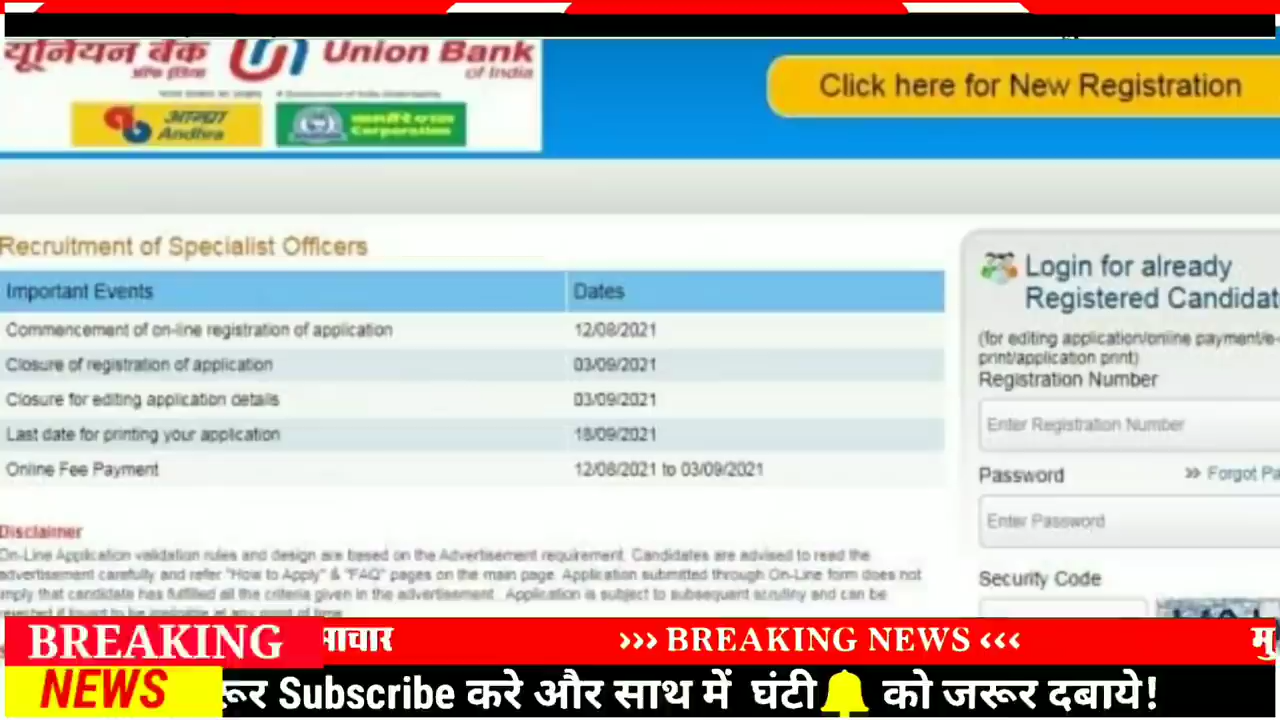 यूनियन बैंक
Union Bank
of India
आन्ध्रा
Andhra
Corporation
Click here for New Registration
Recruitment of Specialist Officers
Important Events Dates
Commencement of on-line registration of application 12/08/2021
Closure of registration of application 03/09/2021
Closure for editing application details 03/09/2021
Last date for printing your application 18/09/2021
Online Fee Payment 12/08/2021 to 03/09/2021
Login for already
Registered Candidat
(for editing application/online payment/e-
print/application print)
Registration Number
Enter Registration Number
Password >> Forgot Pa
Enter Password
Security Code
Disclaimer
On-Line Application validation rules and design are based on the Advertisement requirement. Candidates are advised to read the
advertisement carefully and refer "How to Apply" & "FAQ" pages on the main page. Application submitted through On-Line form does not
imply that candidate has fulfilled all the criteria given in the advertisement. Application is subject to subsequent scrutiny and can be
BREAKING
NEWS
माचार >>> BREAKING NEWS <<< मु
रूर Subscribe करे और साथ में घंटी🔔 को जरूर दबाये!